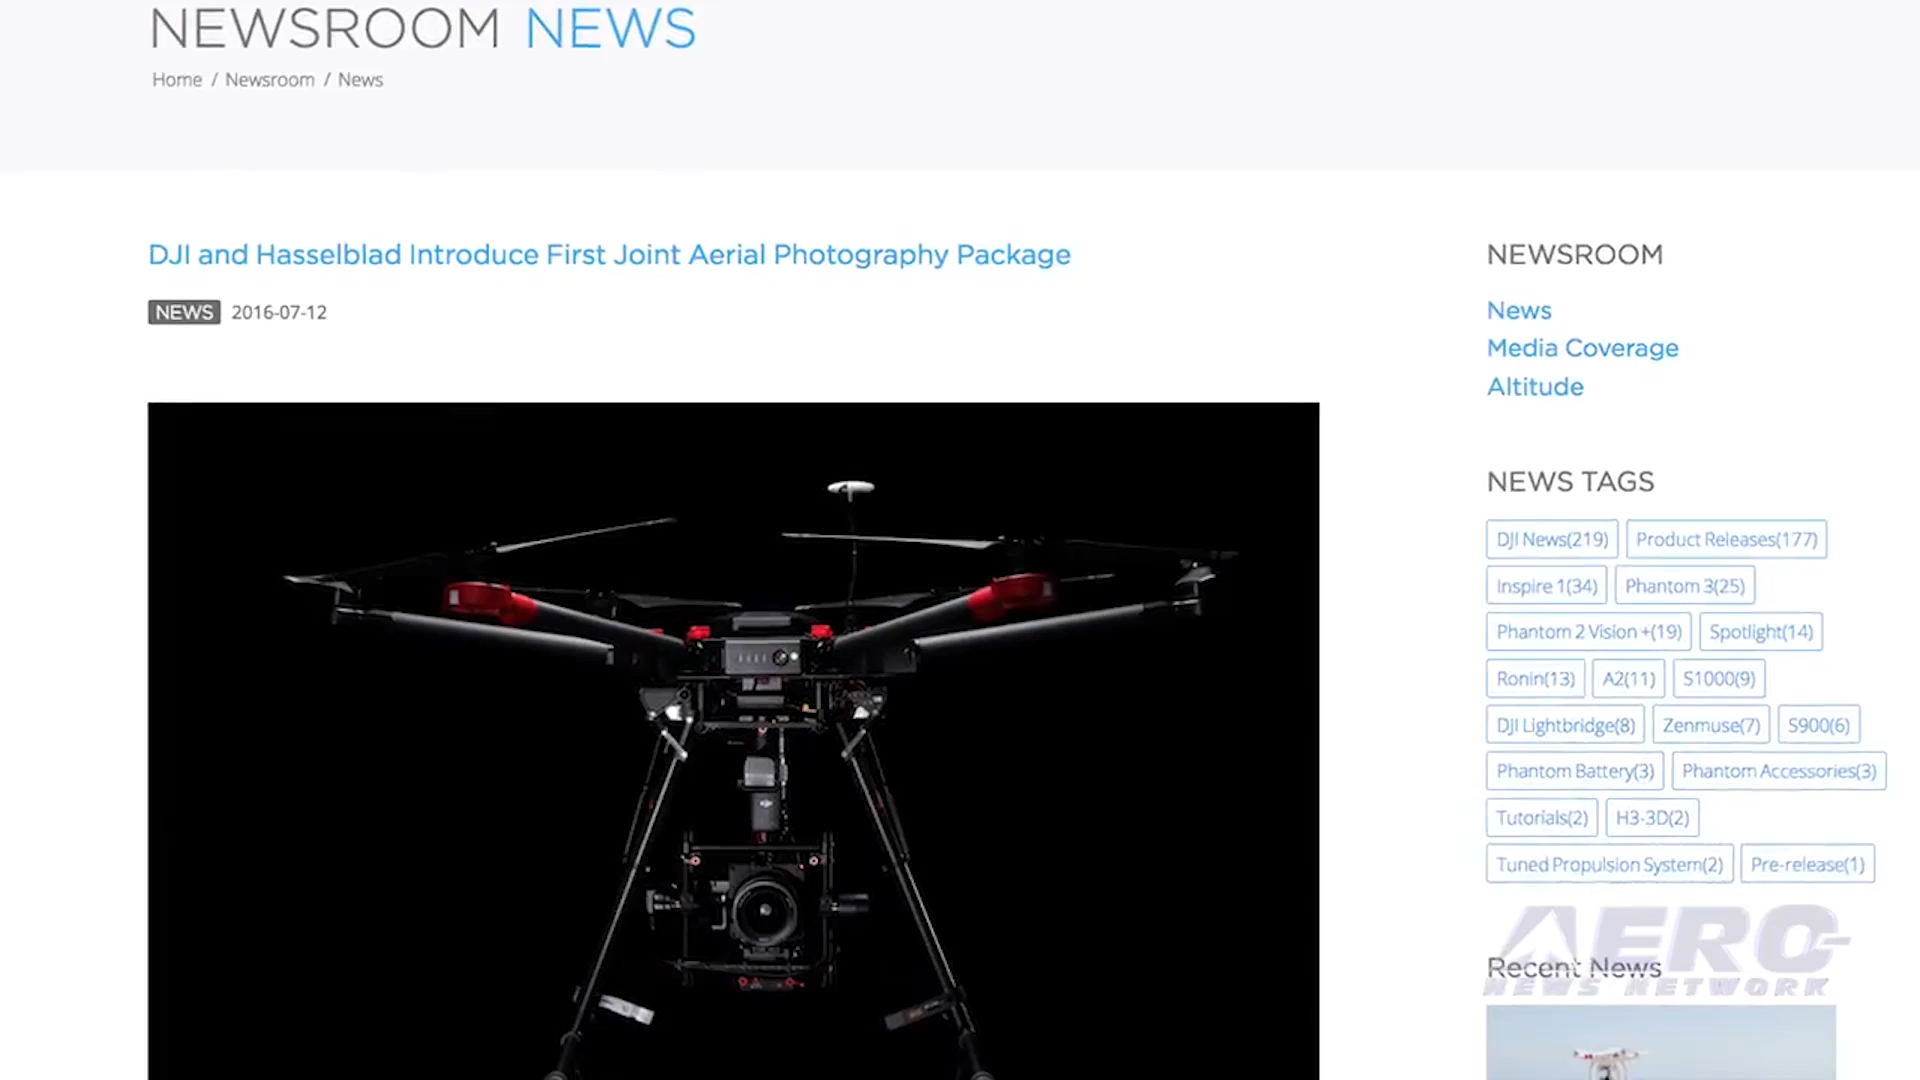 NEWSROOM NEWS
Home / Newsroom / News
DJI and Hasselblad Introduce First Joint Aerial Photography Package
NEWS 2016-07-12
NEWSROOM
News
Media Coverage
Altitude
NEWS TAGS
DJI News(219) Product Releases(177)
Inspire 1(34) Phantom 3(25)
Phantom 2 Vision +(19) Spotlight(14)
Ronin(13) A2(11) S1000(9)
DJI Lightbridge(8) Zenmuse(7) S900(6)
Phantom Battery(3) Phantom Accessories(3)
Tutorials(2) H3-3D(2)
Tuned Propulsion System(2) Pre-release(1)
AERO-
Recent News
NEWS NETWORK